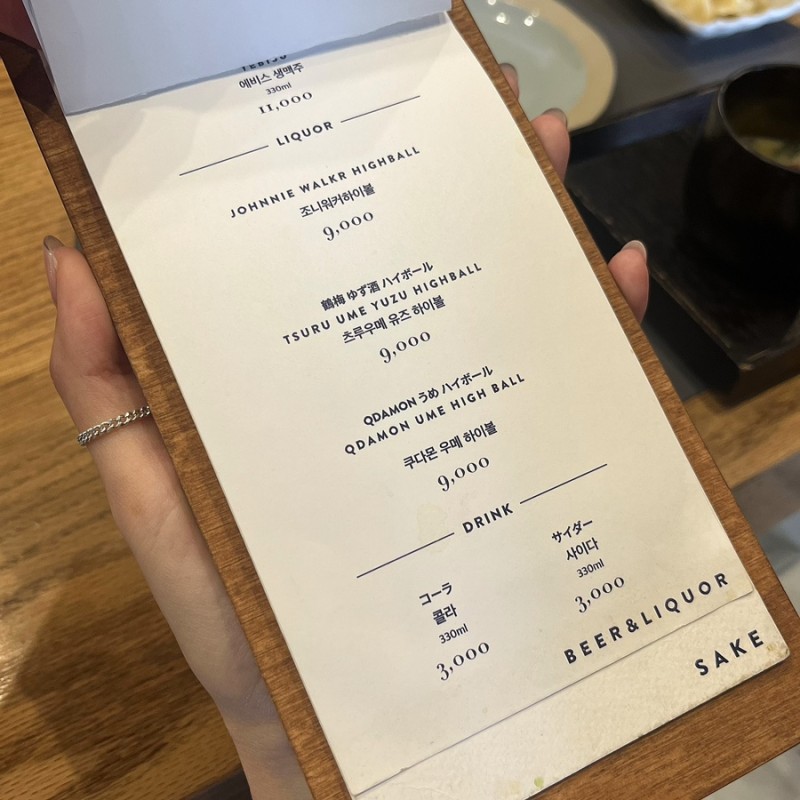 에비스 생맥주
330ml
11,000
LIQUOR
JOHNNIE WALKR HIGHBALL
조니워커하이볼
9,000
鶴梅 ゆず酒 ハイボール
TSURU UME YUZU HIGHBALL
츠루우메 유즈 하이볼
9,000
QDAMON うめ ハイボール
QDAMON UME HIGH BALL
쿠다몬 우메 하이볼
9,000
DRINK
コーラ
콜라
330ml
3,000
サイダー
사이다
330ml
3,000
BEER&LIQUOR
SAKE